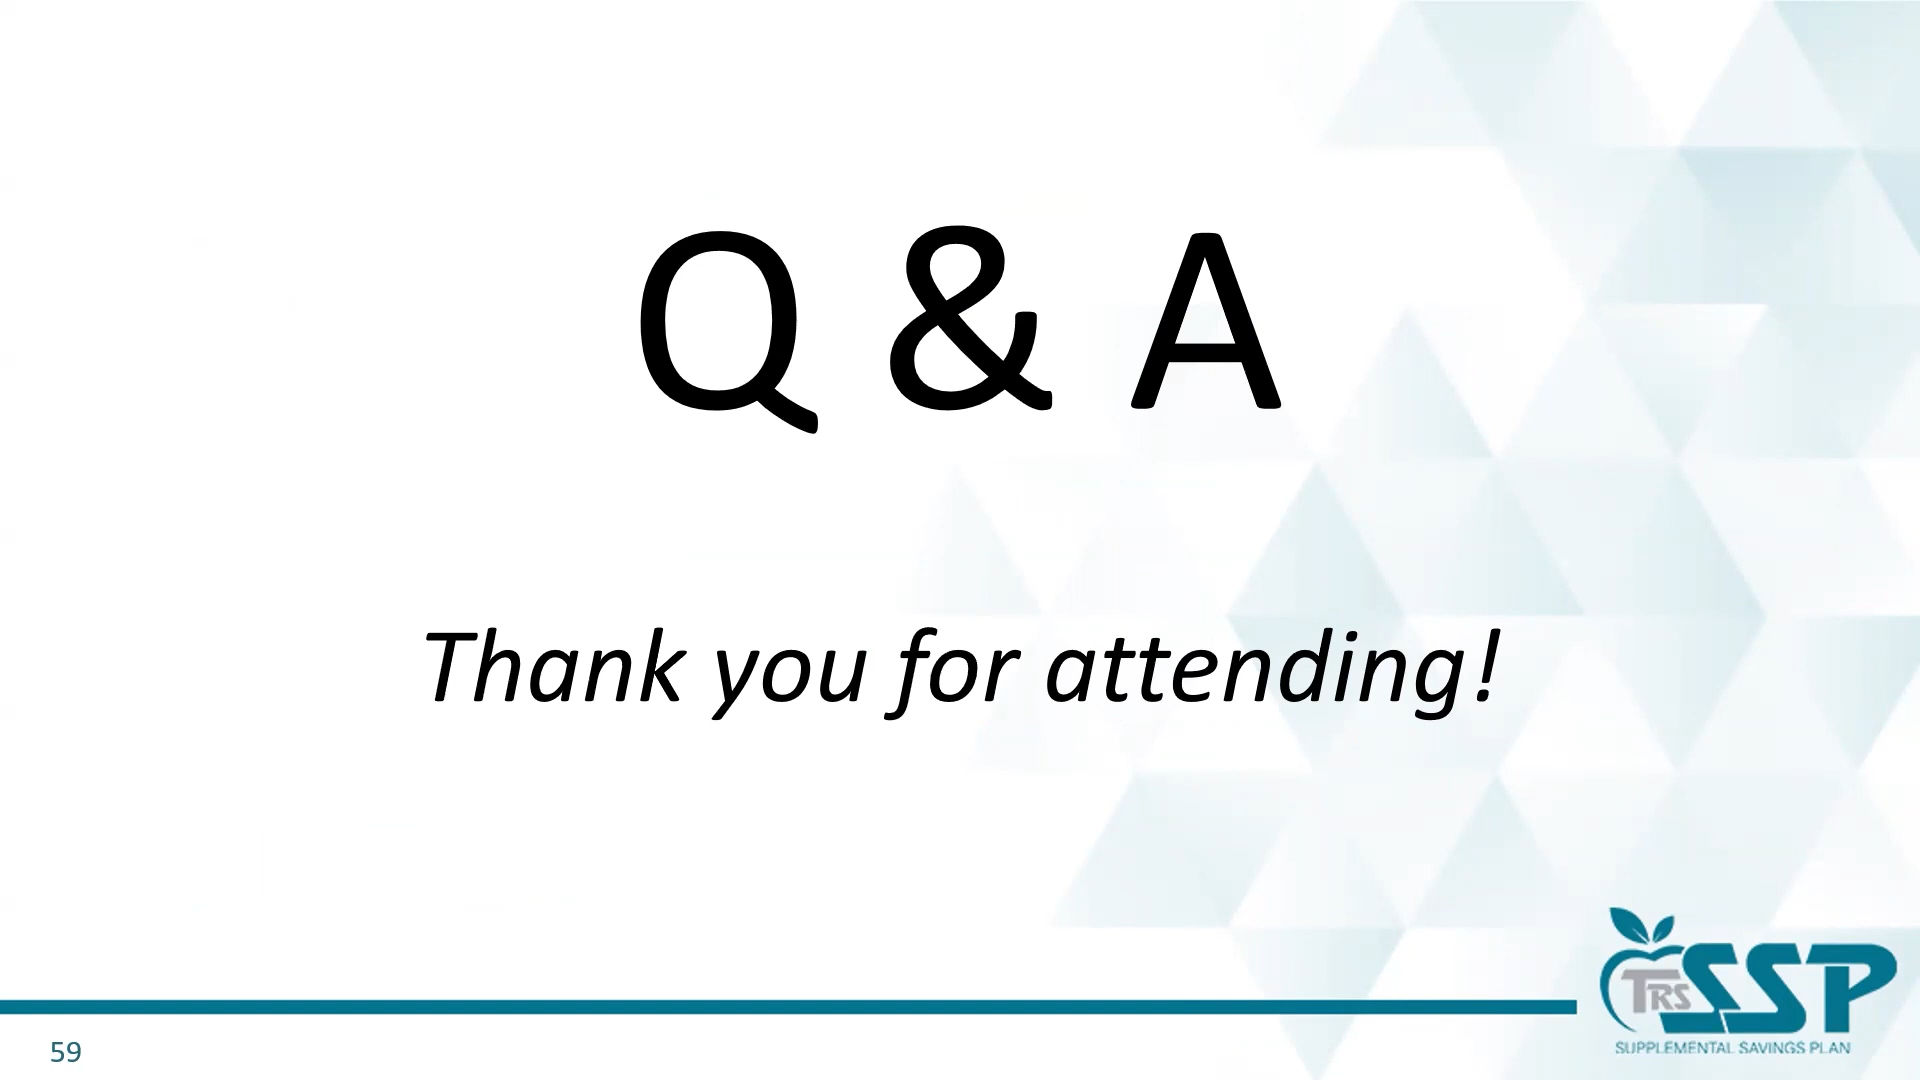 Q & A
Thank you for attending!
TRS SSP
SUPPLEMENTAL SAVINGS PLAN
59